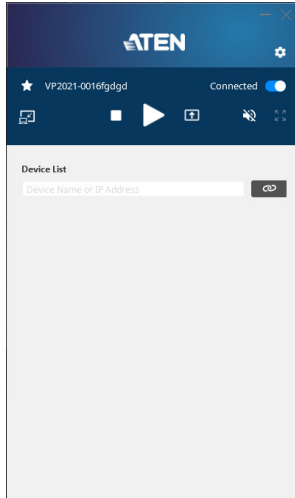 ATEN
VP2021-0016fgdgd
Connected
Device List
Device Name or IP Address